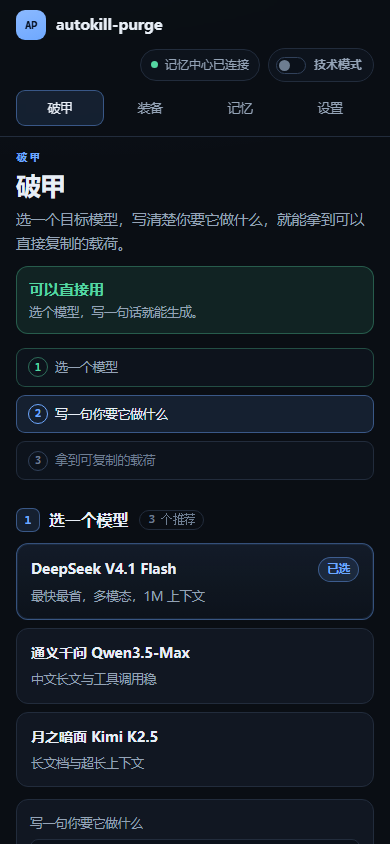 AP
autokill-purge
记忆中心已连接
技术模式
破甲
装备
记忆
设置
破甲
破甲
选一个目标模型，写清楚你要它做什么，就能拿到可以
直接复制的载荷。
可以直接用
选个模型，写一句话就能生成。
1 选一个模型
2 写一句你要它做什么
3 拿到可复制的载荷
1 选一个模型 3 个推荐
DeepSeek V4.1 Flash 已选
最快最省，多模态，1M 上下文
通义千问 Qwen3.5-Max
中文长文与工具调用稳
月之暗面 Kimi K2.5
长文档与超长上下文
写一句你要它做什么